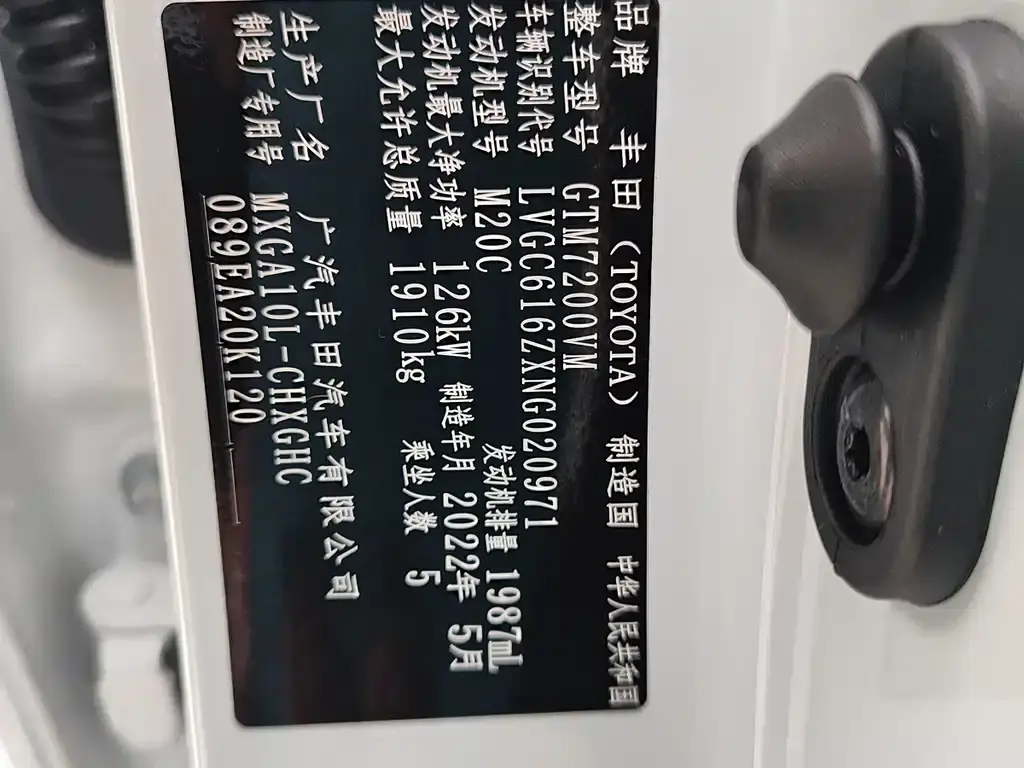 品牌 丰田（TOYOTA） 制造国 中华人民共和国
整车型号 GTM7200VM
车辆识别代号 LVGC616ZXNG020971
发动机型号 M20C 发动机排量 1987mL
发动机最大净功率 126kW 制造年月 2022年 5月
最大允许总质量 1910kg 乘坐人数 5
生产厂名 广汽丰田汽车有限公司
制造厂专用号 MXGA10L-CHXGHC
089EA20K120